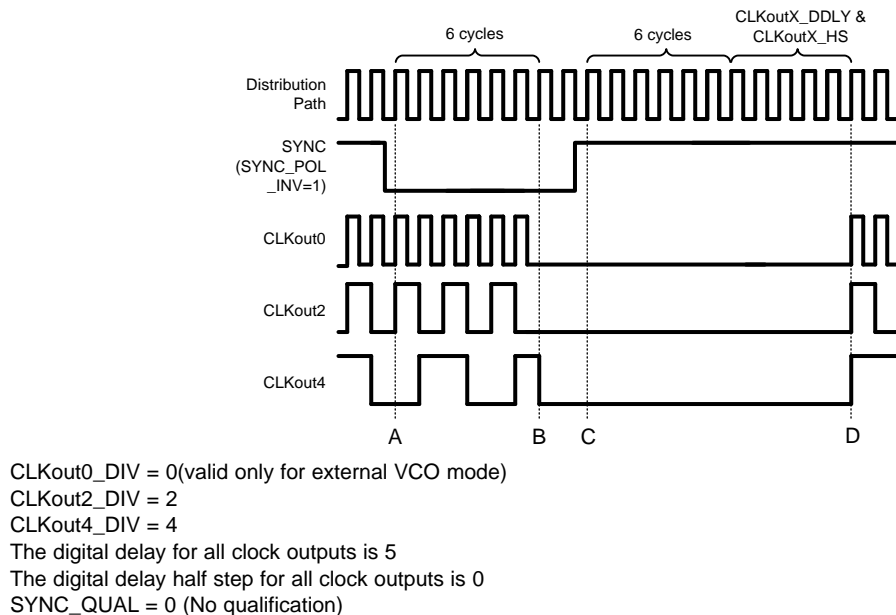 CLKoutX_DDLY &
CLKoutX_HS
6 cycles
6 cycles
Distribution
Path
SYNC
(SYNC_POL
_INV=1)
CLKout0
CLKout2
CLKout4
A
B
C
D
CLKout0_DIV = 0(valid only for external VCO mode)
CLKout2_DIV = 2
CLKout4_DIV = 4
The digital delay for all clock outputs is 5
The digital delay half step for all clock outputs is 0
SYNC_QUAL = 0 (No qualification)